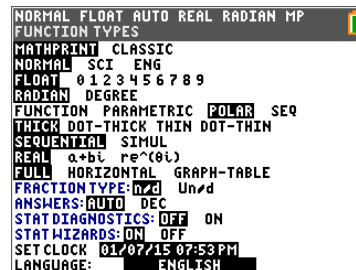 NORMAL FLOAT AUTO REAL RADIAN MP
FUNCTION TYPES
MATHPRINT CLASSIC
NORMAL SCI ENG
FLOAT 0 1 2 3 4 5 6 7 8 9
RADIAN DEGREE
FUNCTION PARAMETRIC POLAR SEQ
THICK DOT-THICK THIN DOT-THIN
SEQUENTIAL SIMUL
REAL a+bi re^(θi)
FULL HORIZONTAL GRAPH-TABLE
FRACTION TYPE: n/d Un/d
ANSWERS: AUTO DEC
STAT DIAGNOSTICS: OFF ON
STAT WIZARDS: ON OFF
SET CLOCK 01/07/15 07:53 PM
LANGUAGE: ENGLISH